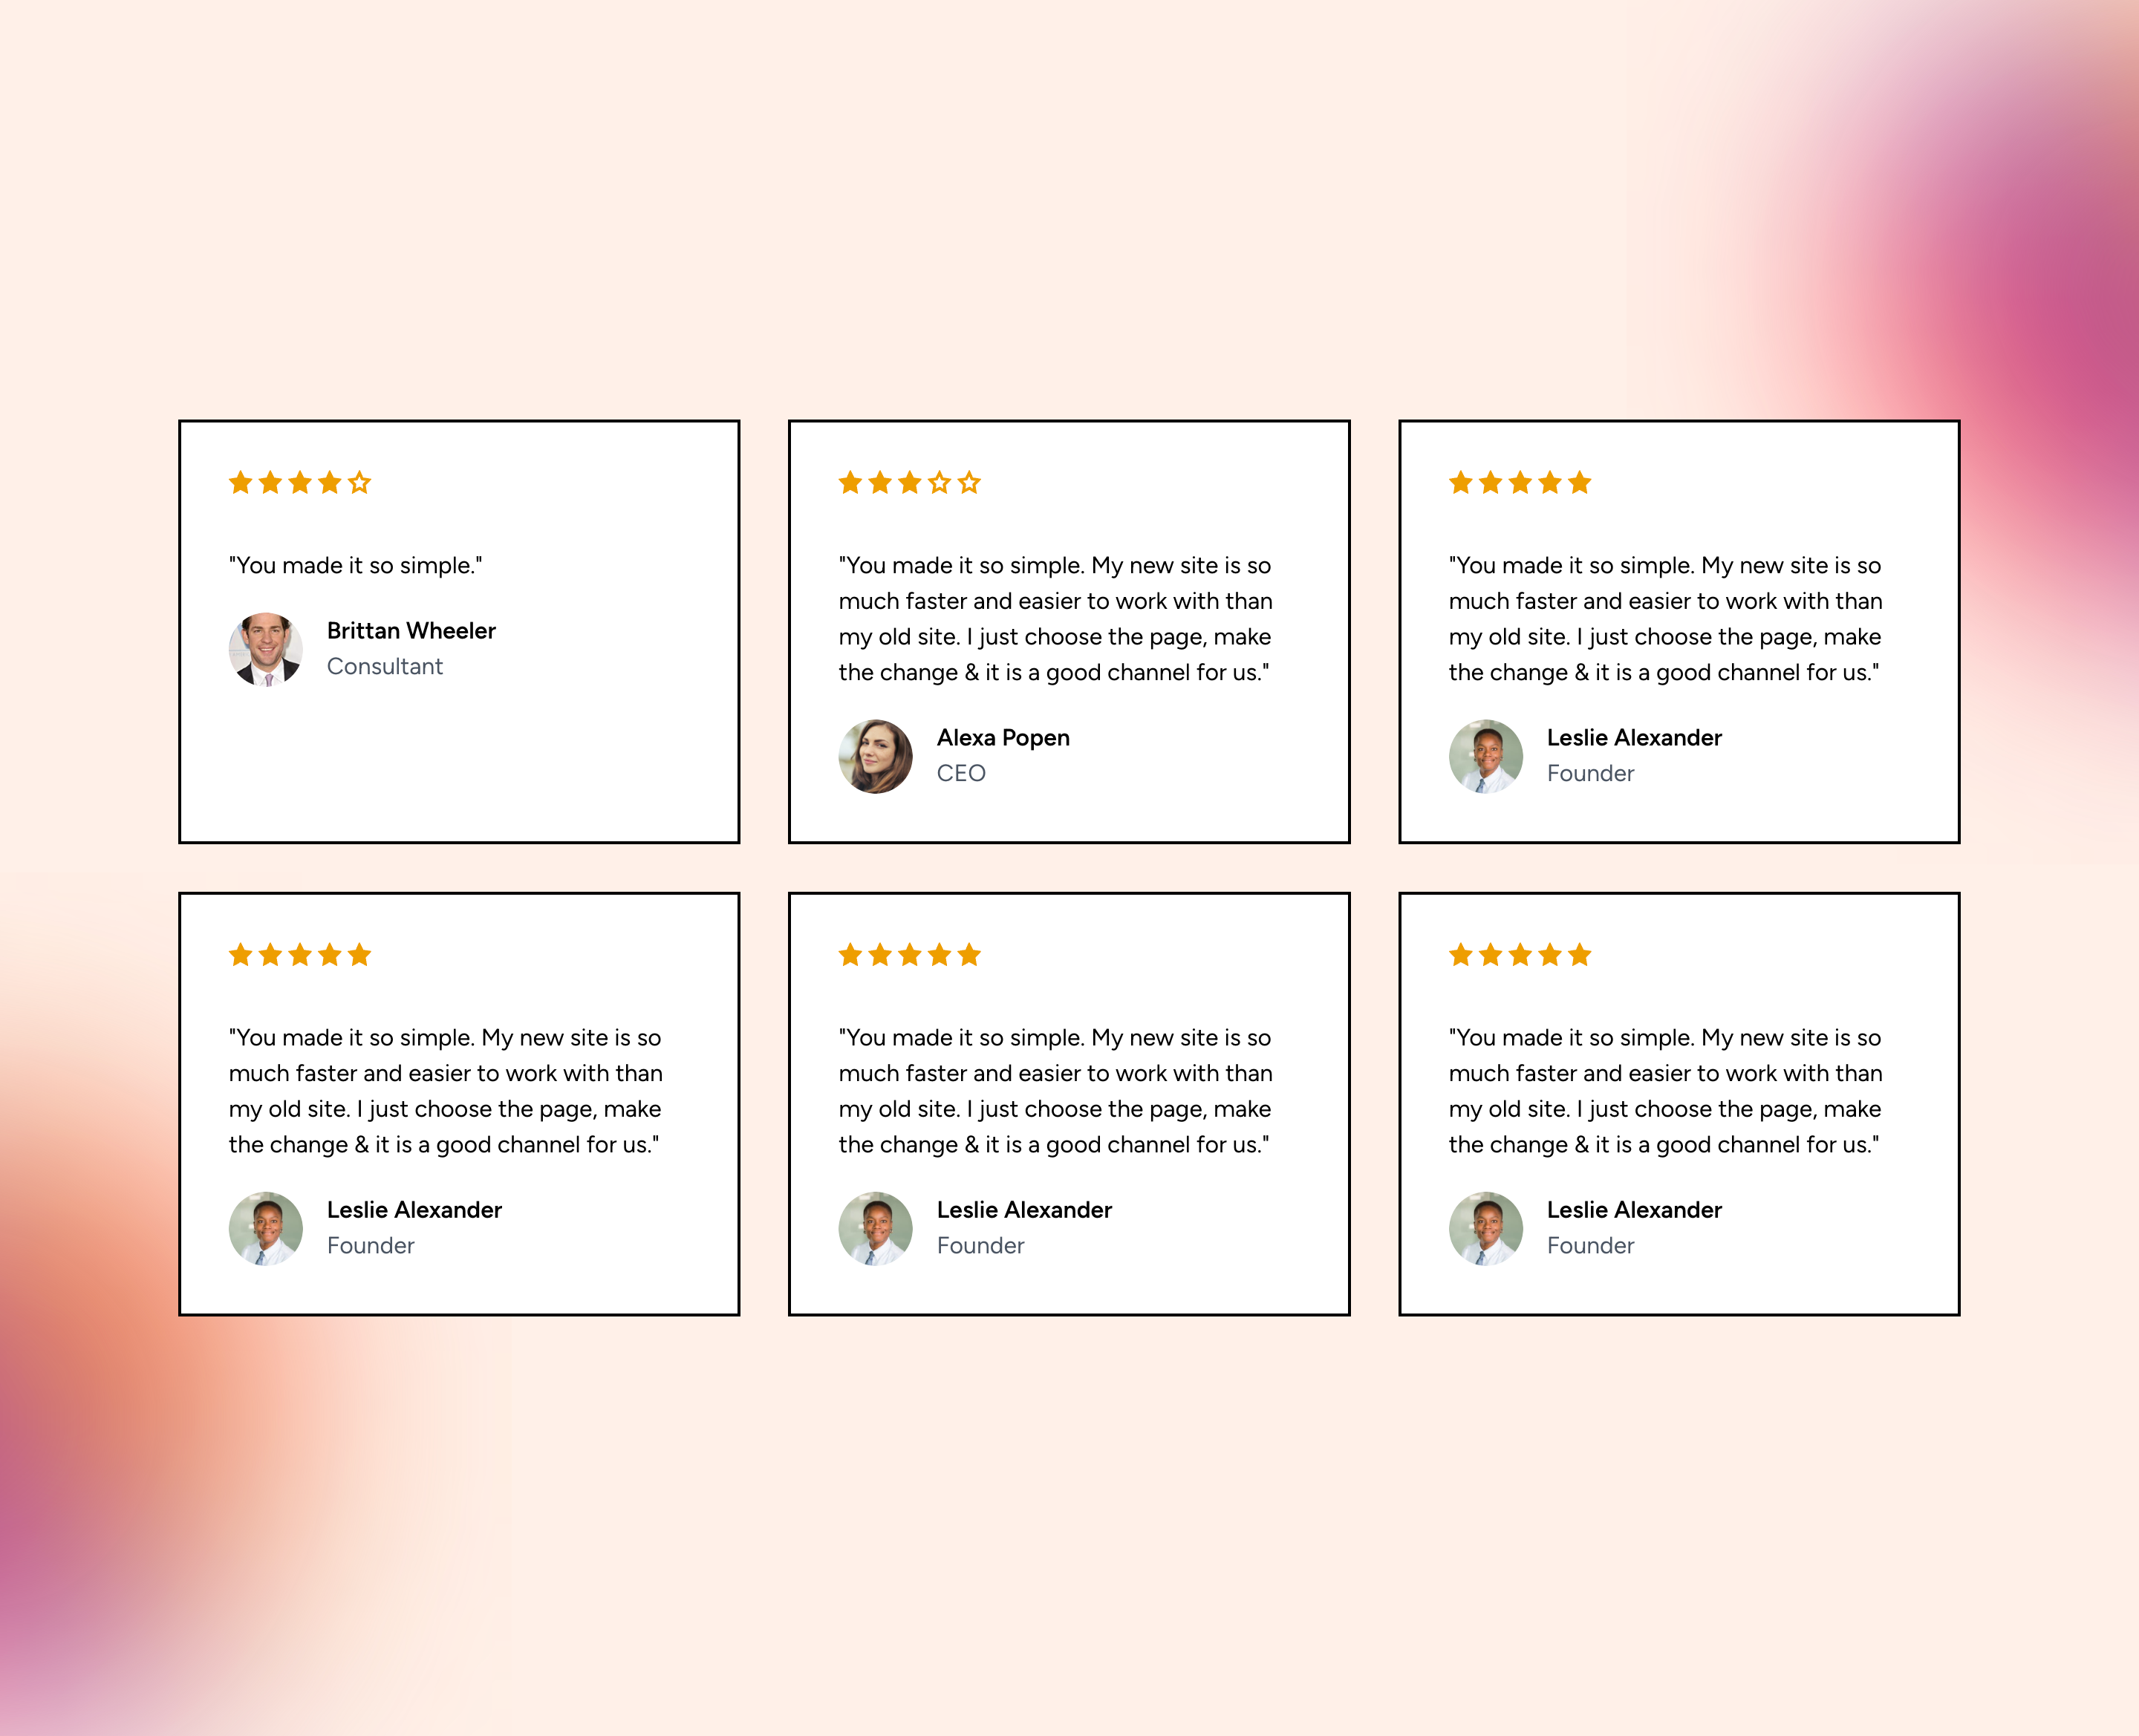 "You made it so simple."
Brittan Wheeler
Consultant
"You made it so simple. My new site is so
much faster and easier to work with than
my old site. I just choose the page, make
the change & it is a good channel for us."
Alexa Popen
CEO
"You made it so simple. My new site is so
much faster and easier to work with than
my old site. I just choose the page, make
the change & it is a good channel for us."
Leslie Alexander
Founder
"You made it so simple. My new site is so
much faster and easier to work with than
my old site. I just choose the page, make
the change & it is a good channel for us."
Leslie Alexander
Founder
"You made it so simple. My new site is so
much faster and easier to work with than
my old site. I just choose the page, make
the change & it is a good channel for us."
Leslie Alexander
Founder
"You made it so simple. My new site is so
much faster and easier to work with than
my old site. I just choose the page, make
the change & it is a good channel for us."
Leslie Alexander
Founder